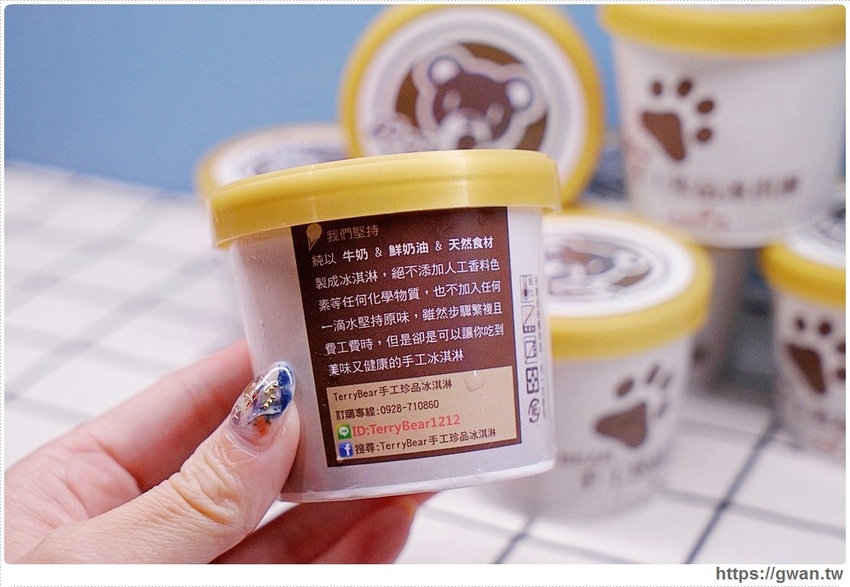 我們堅持
純以 牛奶 & 鮮奶油 & 天然食材
製成冰淇淋，絕不添加人工香料色
素等任何化學物質，也不加入任何
一滴水堅持原味，雖然步驟繁複且
費工費時，但是卻是可以讓你吃到
美味又健康的手工冰淇淋
TerryBear手工珍品冰淇淋
訂購專線:0928-710860
ID:TerryBear1212
搜尋:TerryBear手工珍品冰淇淋
https://gwan.tw